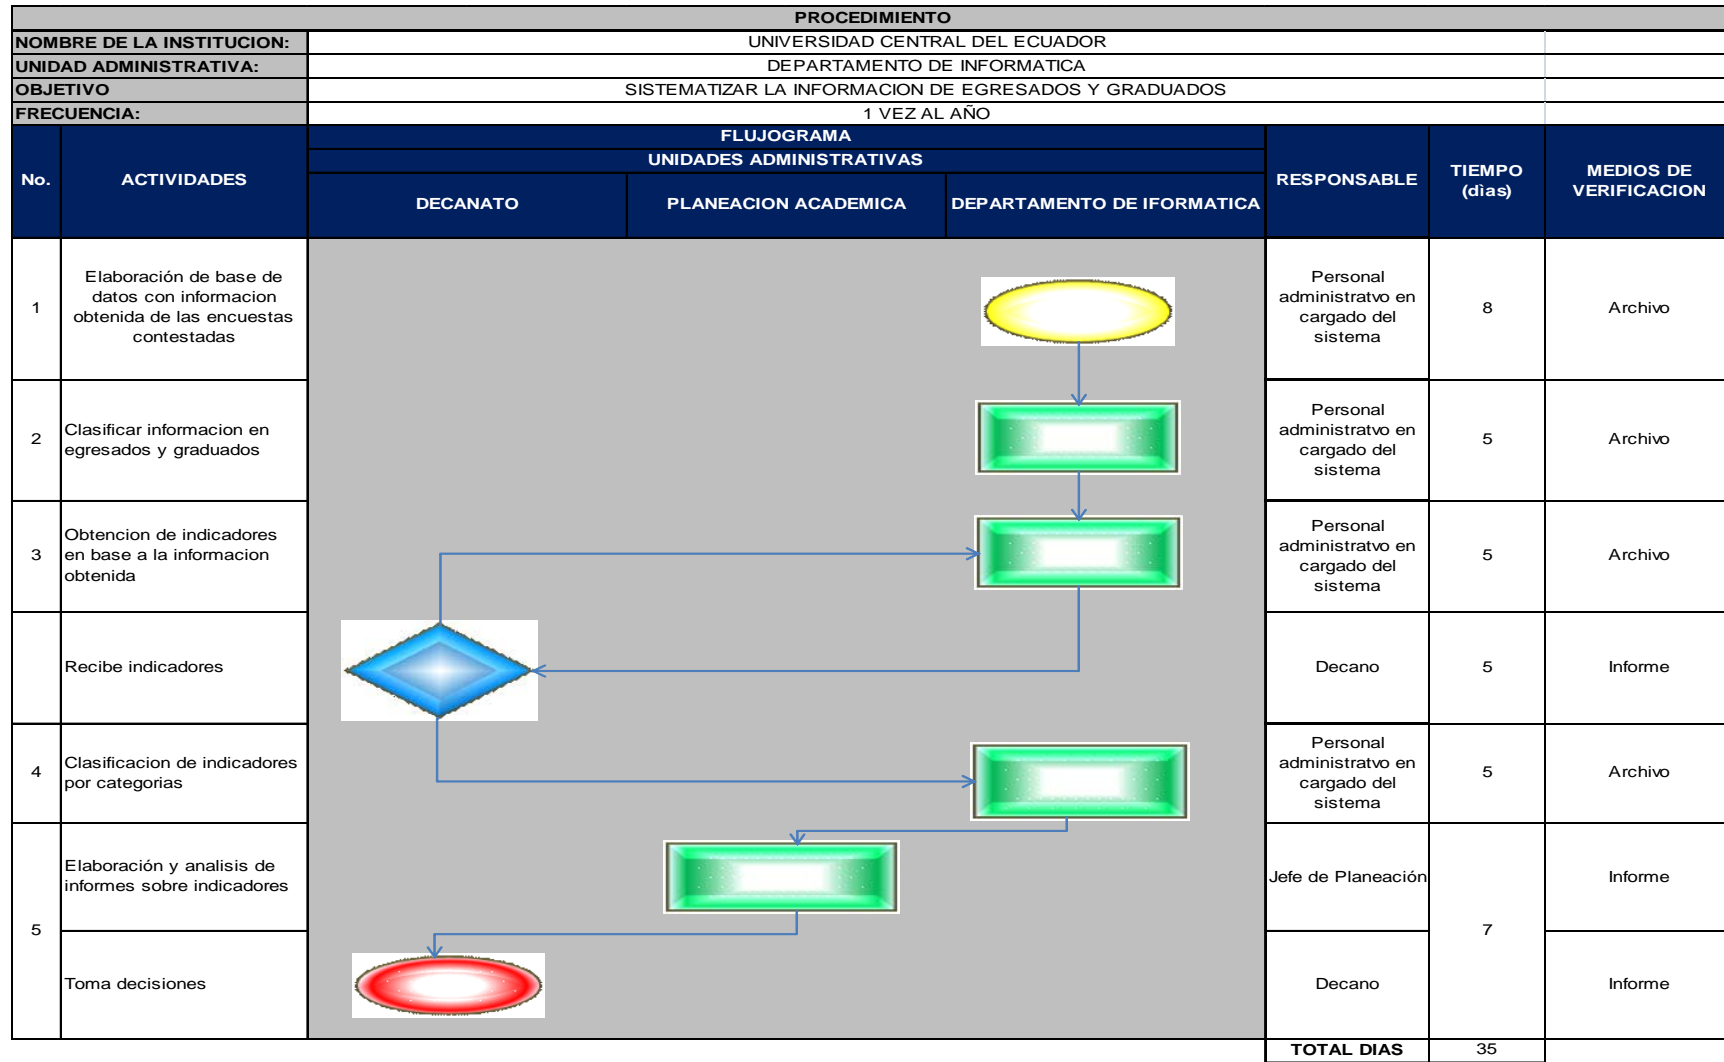 PROCEDIMIENTO
NOMBRE DE LA INSTITUCION:
UNIVERSIDAD CENTRAL DEL ECUADOR
UNIDAD ADMINISTRATIVA:
DEPARTAMENTO DE INFORMATICA
OBJETIVO
SISTEMATIZAR LA INFORMACION DE EGRESADOS Y GRADUADOS
FRECUENCIA:
1 VEZ AL AÑO
No.
ACTIVIDADES
FLUJOGRAMA
UNIDADES ADMINISTRATIVAS
DECANATO
PLANEACION ACADEMICA
DEPARTAMENTO DE IFORMATICA
RESPONSABLE
TIEMPO
(dìas)
MEDIOS DE
VERIFICACION
1
Elaboración de base de
datos con informacion
obtenida de las encuestas
contestadas
Personal
administratvo en
cargado del
sistema
8
Archivo
2
Clasificar informacion en
egresados y graduados
Personal
administratvo en
cargado del
sistema
5
Archivo
3
Obtencion de indicadores
en base a la informacion
obtenida
Personal
administratvo en
cargado del
sistema
5
Archivo
Recibe indicadores
Decano
5
Informe
4
Clasificacion de indicadores
por categorias
Personal
administratvo en
cargado del
sistema
5
Archivo
5
Elaboración y analisis de
informes sobre indicadores
Jefe de Planeación
7
Informe
Toma decisiones
Decano
Informe
TOTAL DIAS
35